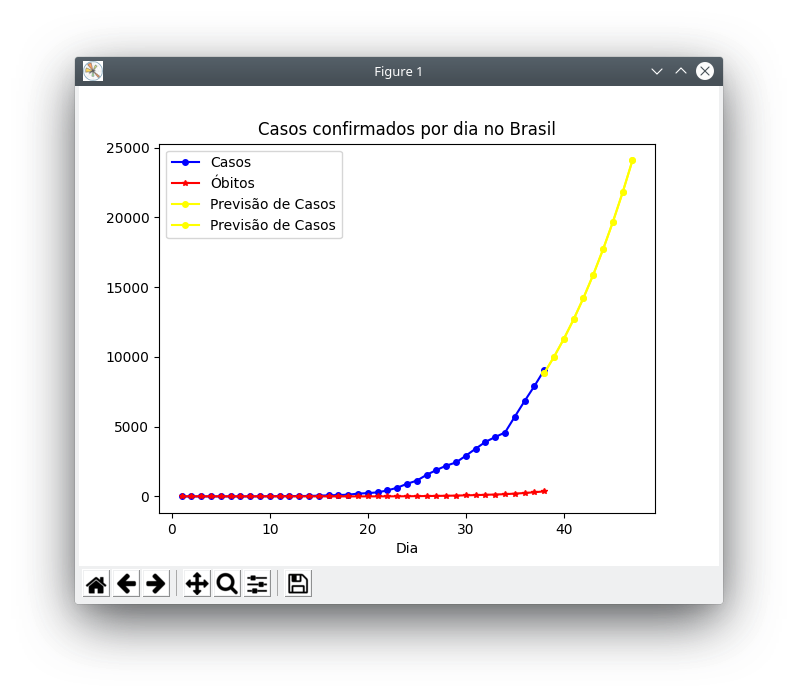 Figure 1
Casos confirmados por dia no Brasil
25000
20000
15000
10000
5000
0
Casos
Óbitos
Previsão de Casos
Previsão de Casos
0 10 20 30 40
Dia